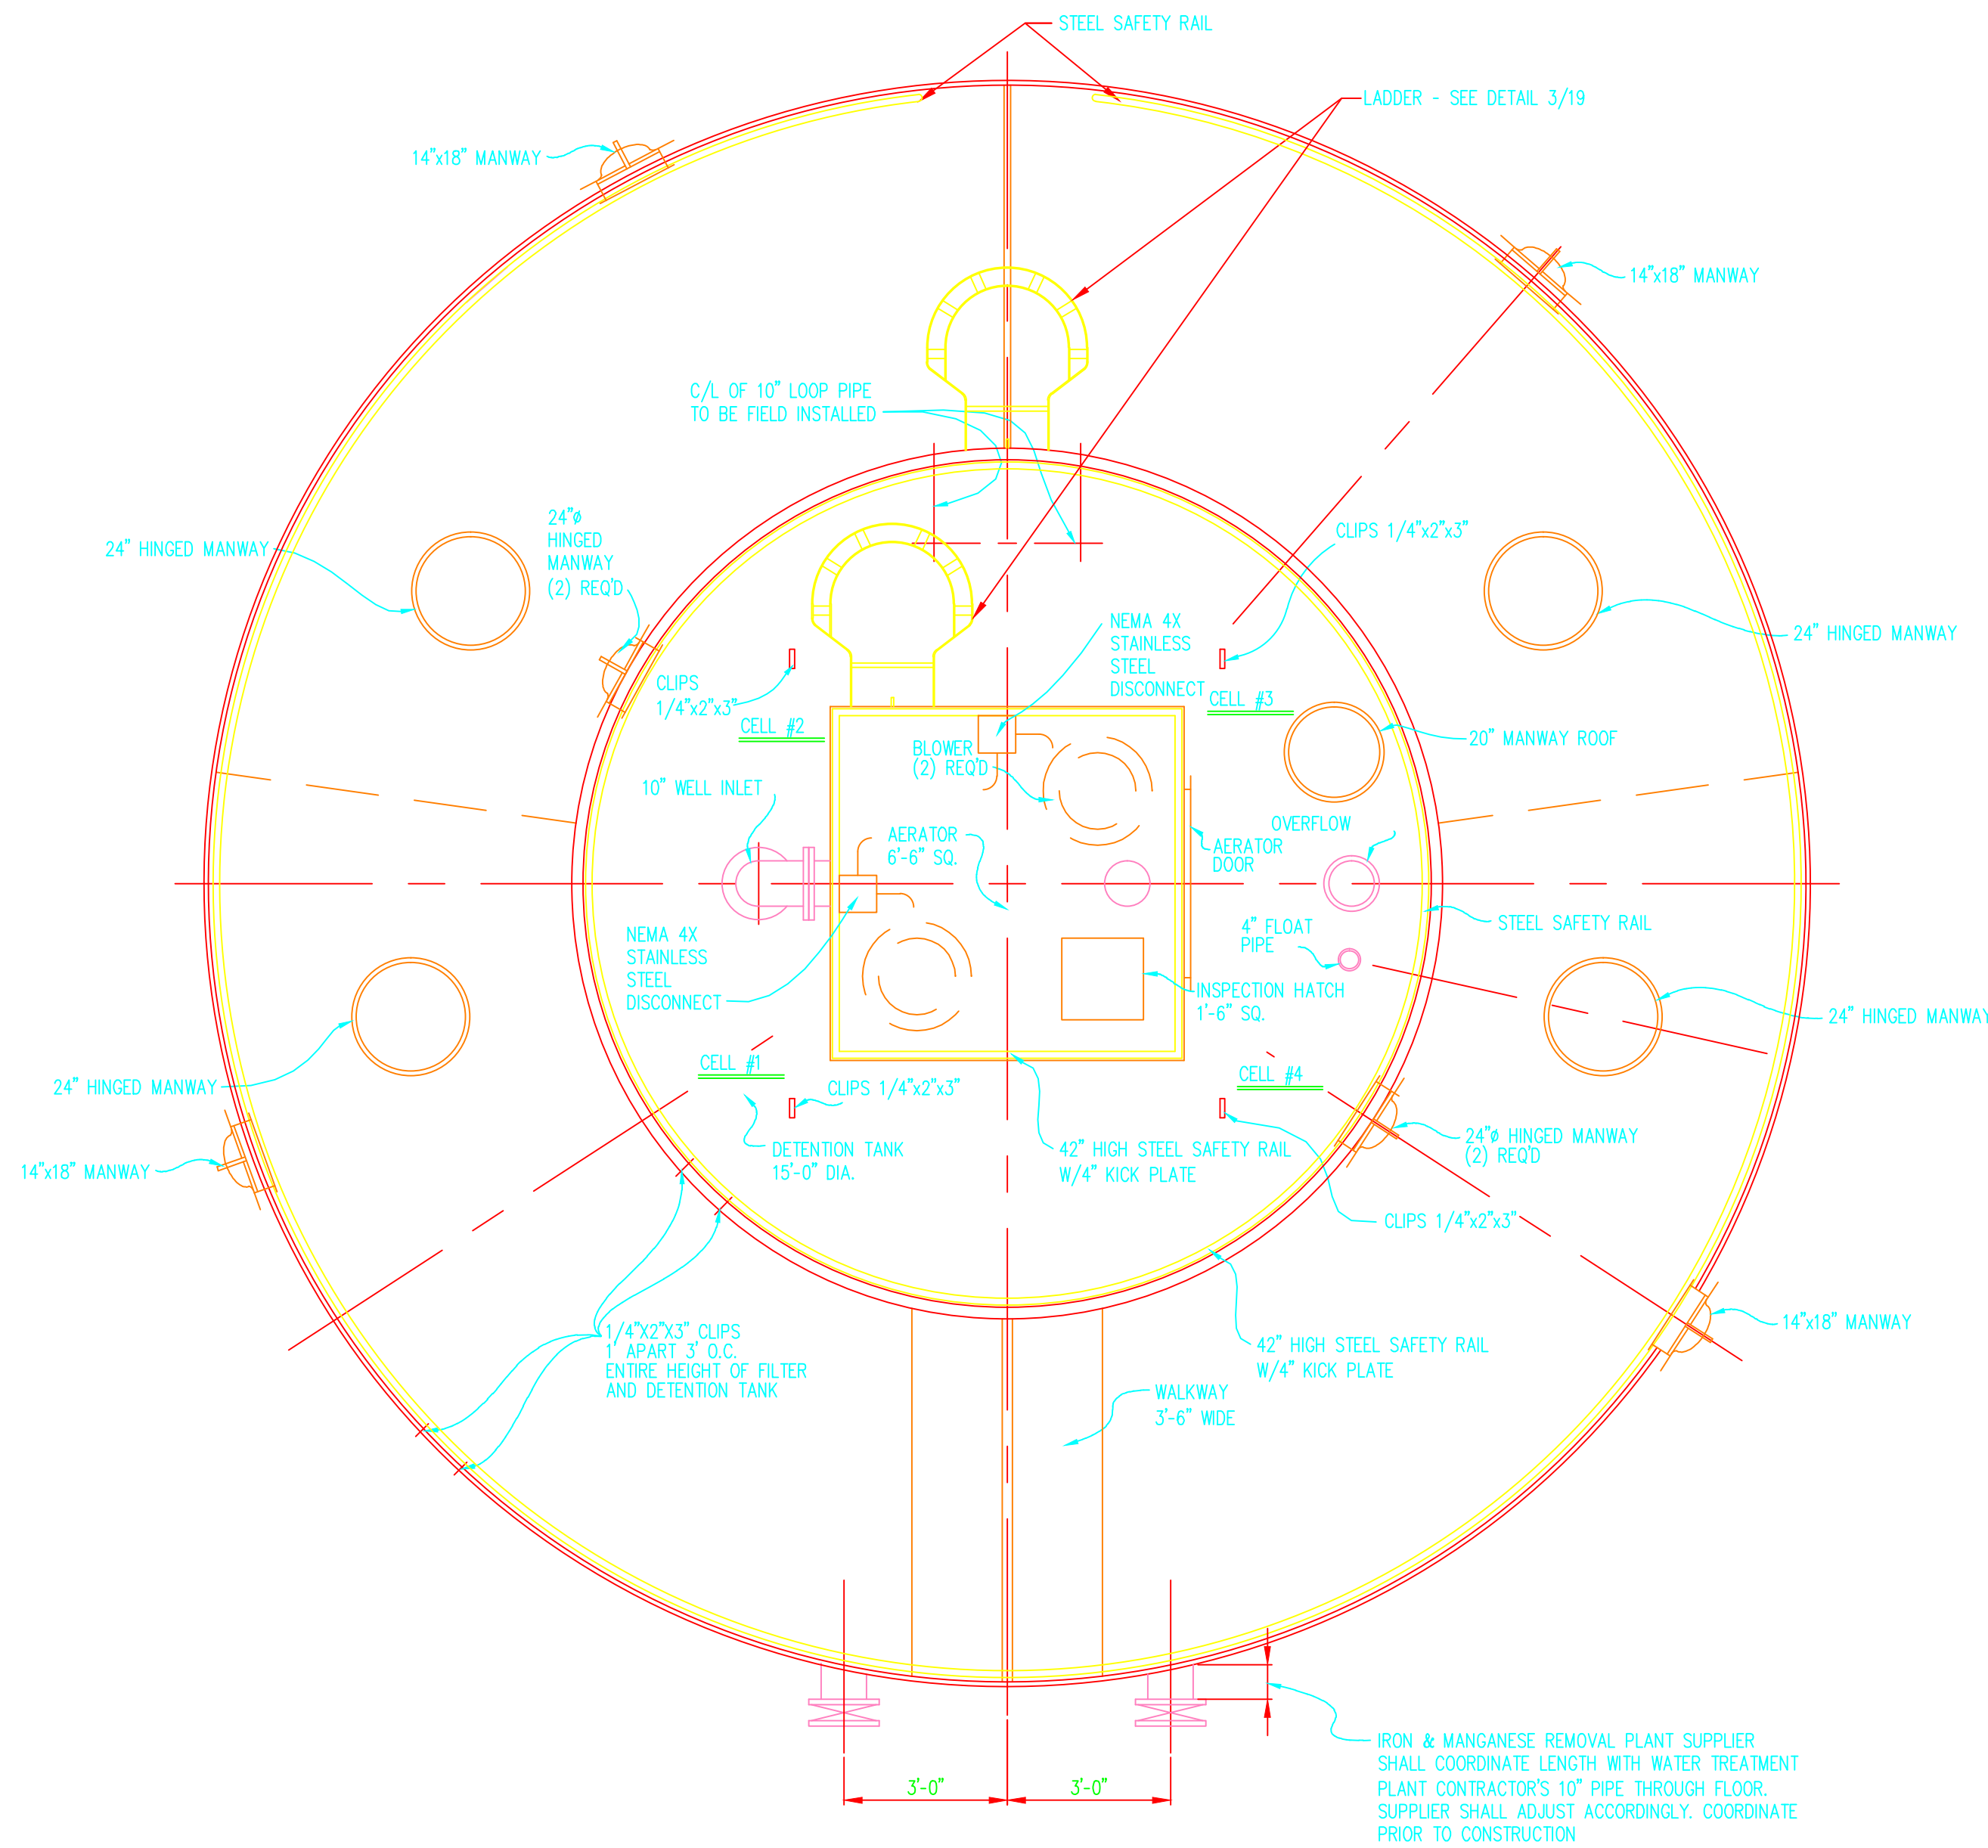 STEEL SAFETY RAIL
LADDER - SEE DETAIL 3/19
14"x18" MANWAY
14"x18" MANWAY
C/L OF 10" LOOP PIPE
TO BE FIELD INSTALLED
24"ø
HINGED
MANWAY
(2) REQ'D
24" HINGED MANWAY
CLIPS 1/4"x2"x3"
NEMA 4X
STAINLESS
STEEL
DISCONNECT
24" HINGED MANWAY
CLIPS
1/4"x2"x3"
CELL #2
CELL #3
20" MANWAY ROOF
BLOWER
(2) REQ'D
10" WELL INLET
AERATOR
6'-6" SQ.
OVERFLOW
AERATOR
DOOR
STEEL SAFETY RAIL
4" FLOAT
PIPE
NEMA 4X
STAINLESS
STEEL
DISCONNECT
INSPECTION HATCH
1'-6" SQ.
24" HINGED MANWAY
24" HINGED MANWAY
CELL #1
CELL #4
CLIPS 1/4"x2"x3"
14"x18" MANWAY
DETENTION TANK
15'-0" DIA.
42" HIGH STEEL SAFETY RAIL
W/4" KICK PLATE
24"ø HINGED MANWAY
(2) REQ'D
CLIPS 1/4"x2"x3"
14"x18" MANWAY
1/4"X2"X3" CLIPS
1' APART 3' O.C.
ENTIRE HEIGHT OF FILTER
AND DETENTION TANK
42" HIGH STEEL SAFETY RAIL
W/4" KICK PLATE
WALKWAY
3'-6" WIDE
3'-0"
3'-0"
IRON & MANGANESE REMOVAL PLANT SUPPLIER
SHALL COORDINATE LENGTH WITH WATER TREATMENT
PLANT CONTRACTOR'S 10" PIPE THROUGH FLOOR.
SUPPLIER SHALL ADJUST ACCORDINGLY. COORDINATE
PRIOR TO CONSTRUCTION